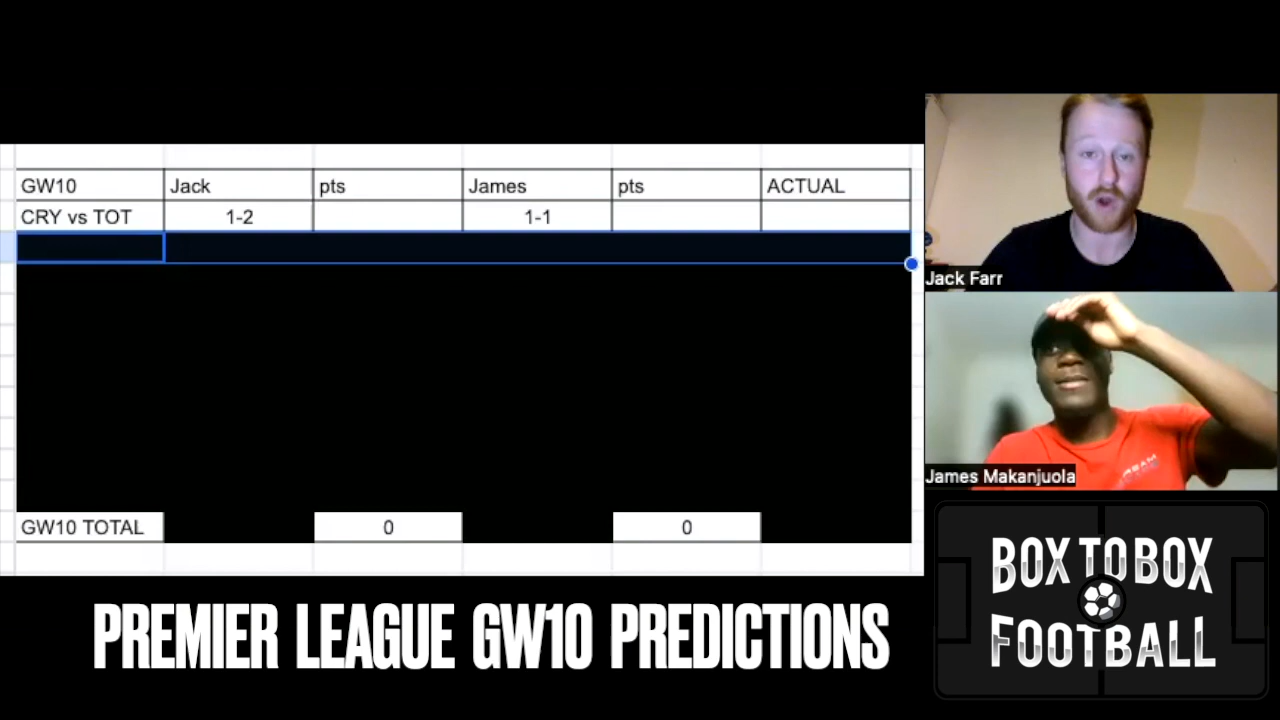 GW10 Jack pts James pts ACTUAL
CRY vs TOT 1-2 1-1
GW10 TOTAL 0 0
PREMIER LEAGUE GW10 PREDICTIONS
Jack Farr
James Makanjuola
BOX TO BOX
FOOTBALL